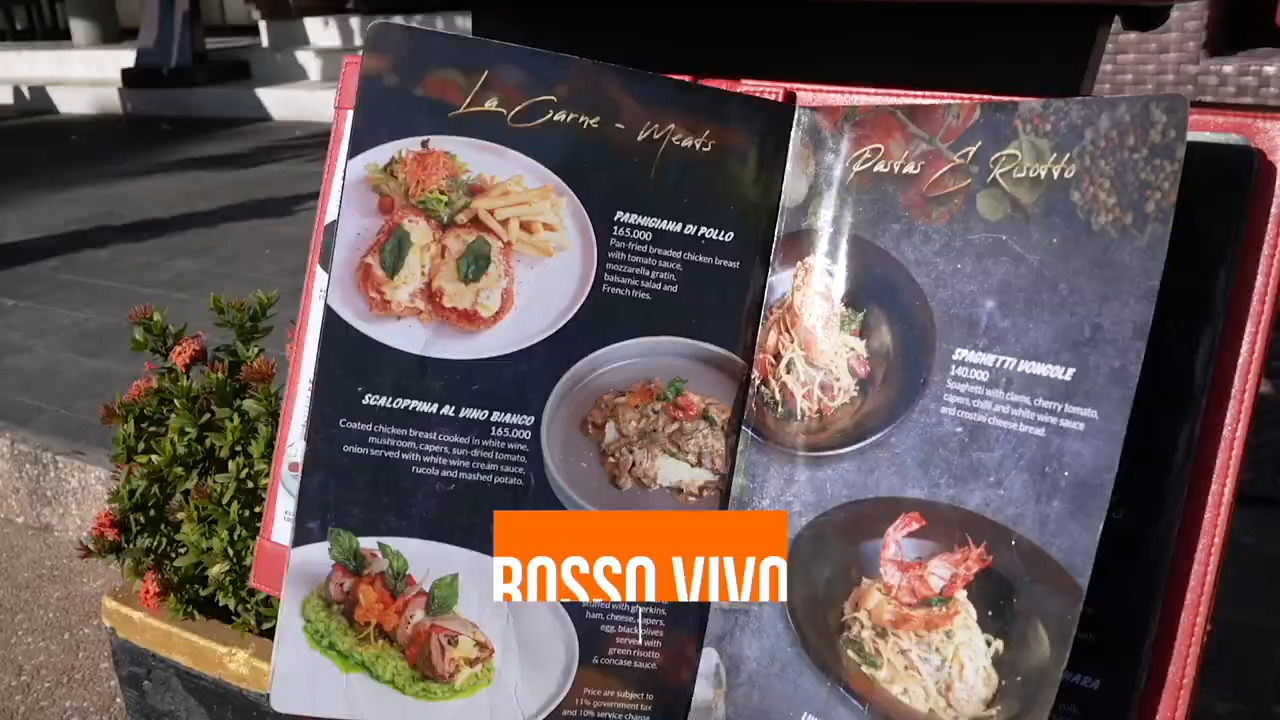 La Carne - Meats
PARMIGIANA DI POLLO
165.000
Pan-fried breaded chicken breast
with tomato sauce,
mozzarella gratin,
balsamic salad and
French fries.
SCALOPPINA AL VINO BIANCO
165.000
Coated chicken breast cooked in white wine,
mushroom, capers, sun-dried tomato,
onion served with white wine cream sauce,
rucola and mashed potato.
stuffed with gherkins,
ham, cheese, capers,
egg, black olives
served with
green risotto
& concase sauce.
Price are subject to
11% government tax
and 10% service charge
Pastas E Risotto
SPAGHETTI VONGOLE
140.000
Spaghetti with clams, cherry tomato,
capers, chilli and white wine sauce
and crostini cheese bread.
ROSSO VIVO